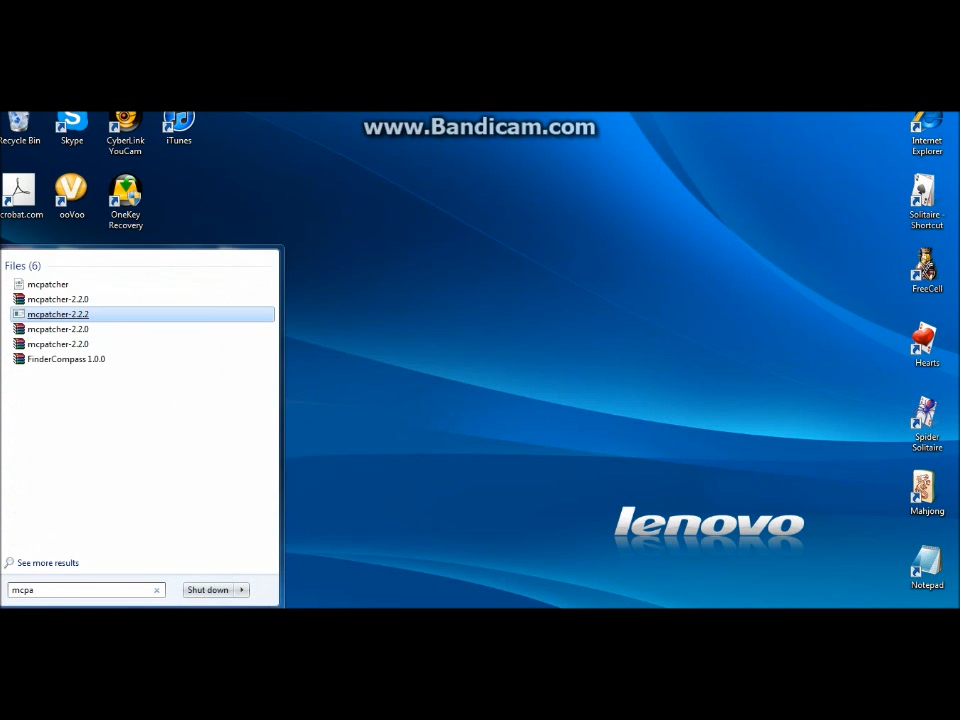 www.Bandicam.com
Recycle Bin
Skype
CyberLink
YouCam
iTunes
Internet
Explorer
crobat.com
ooVoo
OneKey
Recovery
Solitaire -
Shortcut
Files (6)
mcpatcher
mcpatcher-2.2.0
mcpatcher-2.2.2
mcpatcher-2.2.0
mcpatcher-2.2.0
FinderCompass 1.0.0
FreeCell
Hearts
Spider
Solitaire
Mahjong
lenovo
Notepad
See more results
mcpa
Shut down